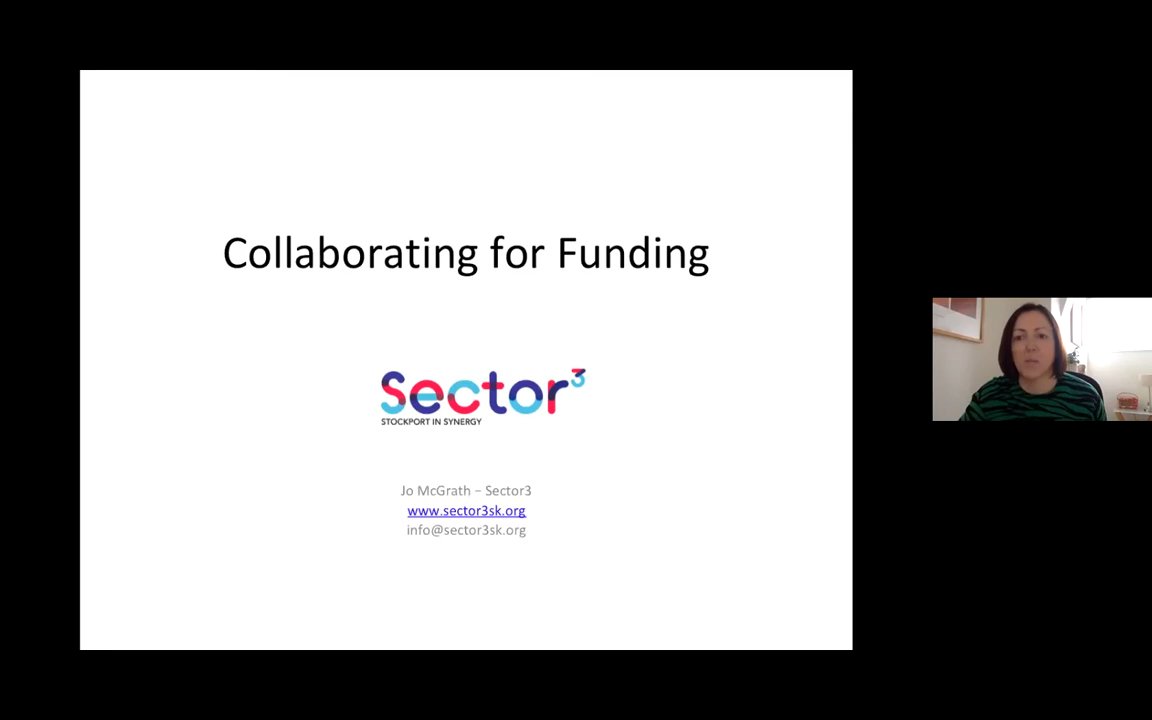 Collaborating for Funding
Sector3
STOCKPORT IN SYNERGY
Jo McGrath – Sector3
www.sector3sk.org
info@sector3sk.org